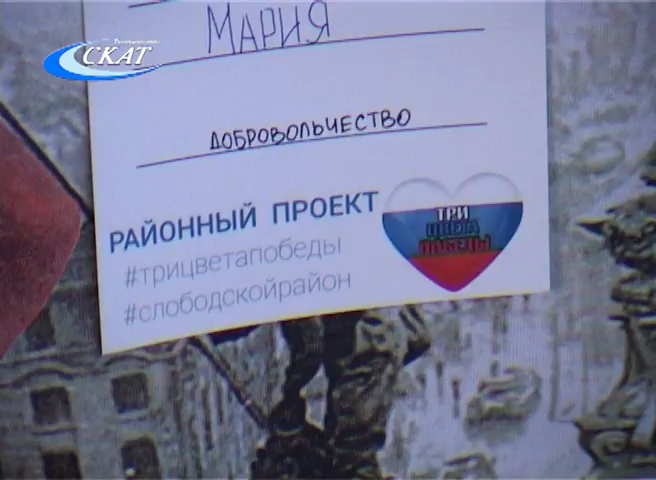 СКАТ
МАРИЯ
ДОБРОВОЛЬЧЕСТВО
РАЙОННЫЙ ПРОЕКТ
#трицветапобеды
#слободскойрайон
ТРИ
ЦВЕТА
ПОБЕДЫ